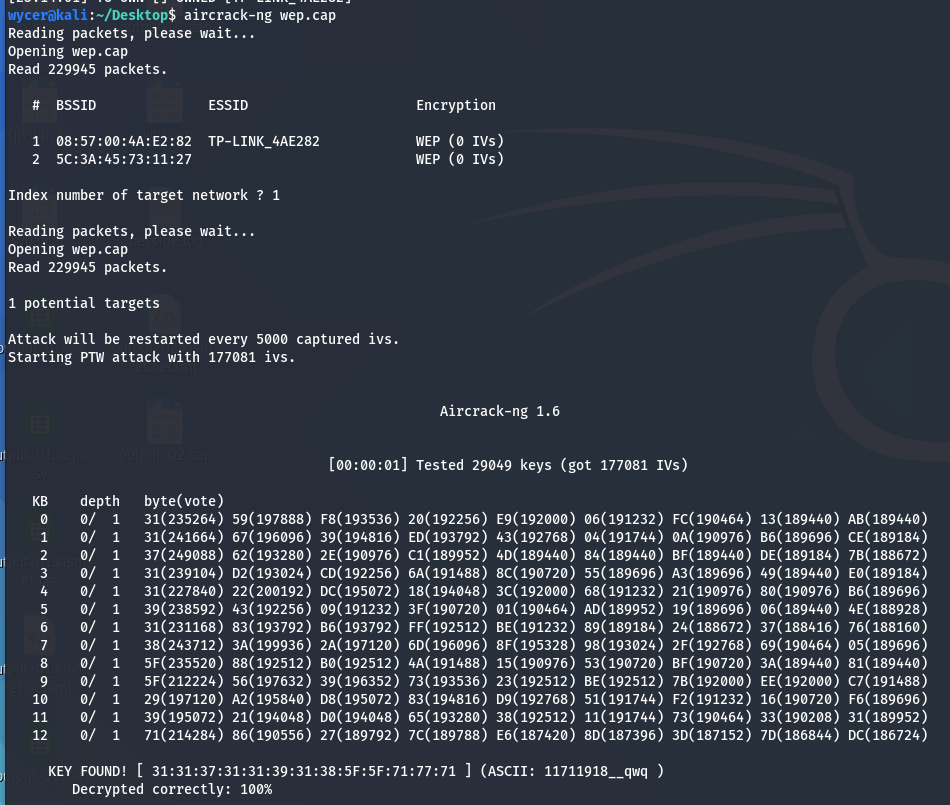 wycer@kali:~/Desktop$ aircrack-ng wep.cap
Reading packets, please wait...
Opening wep.cap
Read 229945 packets.
# BSSID ESSID Encryption
1 08:57:00:4A:E2:82 TP-LINK_4AE282 WEP (0 IVs)
2 5C:3A:45:73:11:27 WEP (0 IVs)
Index number of target network ? 1
Reading packets, please wait...
Opening wep.cap
Read 229945 packets.
1 potential targets
Attack will be restarted every 5000 captured ivs.
Starting PTW attack with 177081 ivs.
Aircrack-ng 1.6
[00:00:01] Tested 29049 keys (got 177081 IVs)
KB depth byte(vote)
0 0/ 1 31(235264) 59(197888) F8(193536) 20(192256) E9(192000) 06(191232) FC(190464) 13(189440) AB(189440)
1 0/ 1 31(241664) 67(196096) 39(194816) ED(193792) 43(192768) 04(191744) 0A(190976) B6(189696) CE(189184)
2 0/ 1 37(249088) 62(193280) 2E(190976) C1(189952) 4D(189440) 84(189440) BF(189440) DE(189184) 7B(188672)
3 0/ 1 31(239104) D2(193024) CD(192256) 6A(191488) 8C(190720) 55(189696) A3(189696) 49(189440) E0(189184)
4 0/ 1 31(227840) 22(200192) DC(195072) 18(194048) 3C(192000) 68(191232) 21(190976) 80(190976) B6(189696)
5 0/ 1 39(238592) 43(192256) 09(191232) 3F(190720) 01(190464) AD(189952) 19(189696) 06(189440) 4E(188928)
6 0/ 1 31(231168) 83(193792) B6(193792) FF(192512) BE(191232) 89(189184) 24(188672) 37(188416) 76(188160)
7 0/ 1 38(243712) 3A(199936) 2A(197120) 6D(196096) 8F(195328) 98(193024) 2F(192768) 69(190464) 05(189696)
8 0/ 1 5F(235520) 88(192512) B0(192512) 4A(191488) 15(190976) 53(190720) BF(190720) 3A(189440) 81(189440)
9 0/ 1 5F(212224) 56(197632) 39(196352) 73(193536) 23(192512) BE(192512) 7B(192000) EE(192000) C7(191488)
10 0/ 1 29(197120) A2(195840) D8(195072) 83(194816) D9(192768) 51(191744) F2(191232) 16(190720) F6(189696)
11 0/ 1 39(195072) 21(194048) D0(194048) 65(193280) 38(192512) 11(191744) 73(190464) 33(190208) 31(189952)
12 0/ 1 71(214284) 86(190556) 27(189792) 7C(189788) E6(187420) 8D(187396) 3D(187152) 7D(186844) DC(186724)
KEY FOUND! [ 31:31:37:31:31:39:31:38:5F:5F:71:77:71 ] (ASCII: 11711918__qwq )
Decrypted correctly: 100%